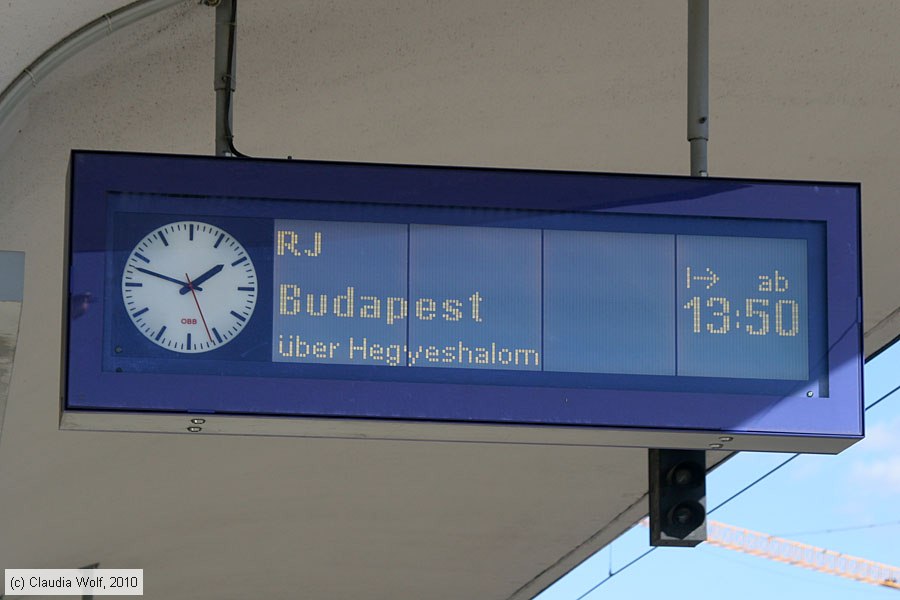 RJ
Budapest
über Hegyeshalom
ab
13:50
ÖBB
(c) Claudia Wolf, 2010